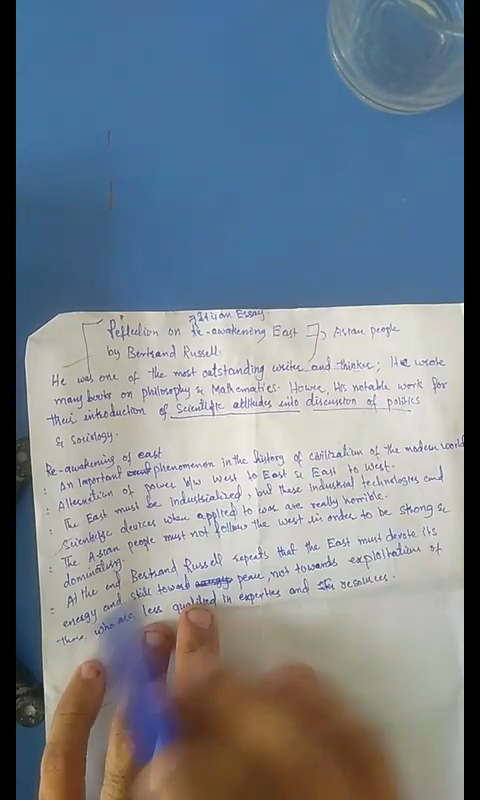 Essay.
Reflection on Re-awakening East → Asian people
by Bertrand Russell.
He was one of the most outstanding writer and thinker; He wrote
many books on philosophy & Mathematics. His notable work for
their introduction of scientific attitudes into discussion of politics
& Sociology.
Re-awakening of east
: An important phenomenon in the history of civilization of the modern world
: Alternation of power b/w West to East & East to West.
: The East must be industrialized, but these industrial technologies and
scientific devices when applied to war are really horrible.
: The Asian people must not follow the west in order to be strong &
dominating.
: At the end Bertrand Russell repeats that the East must devote its
energy and skill toward peace, not towards exploitation of
those who are less qualified in experties and resources.